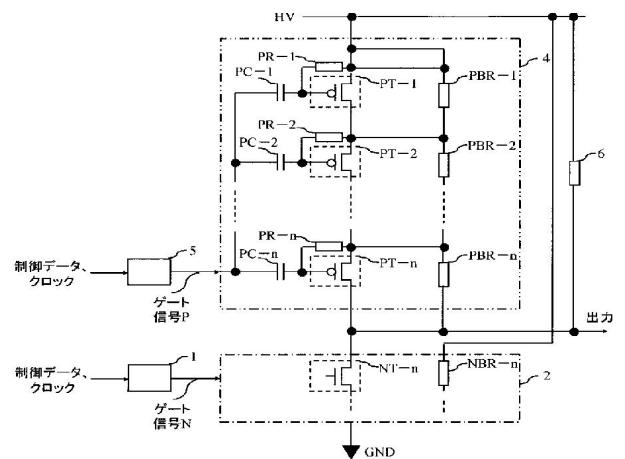 HV
PR－1
4
PC－1
PT－1
PBR－1
PR－2
PC－2
PT－2
PBR－2
6
PR－n
5
PC－n
PT－n
PBR－n
制御データ、
クロック
ゲート
信号P
出力
1
NT－n
NBR－n
2
制御データ、
クロック
ゲート
信号N
GND